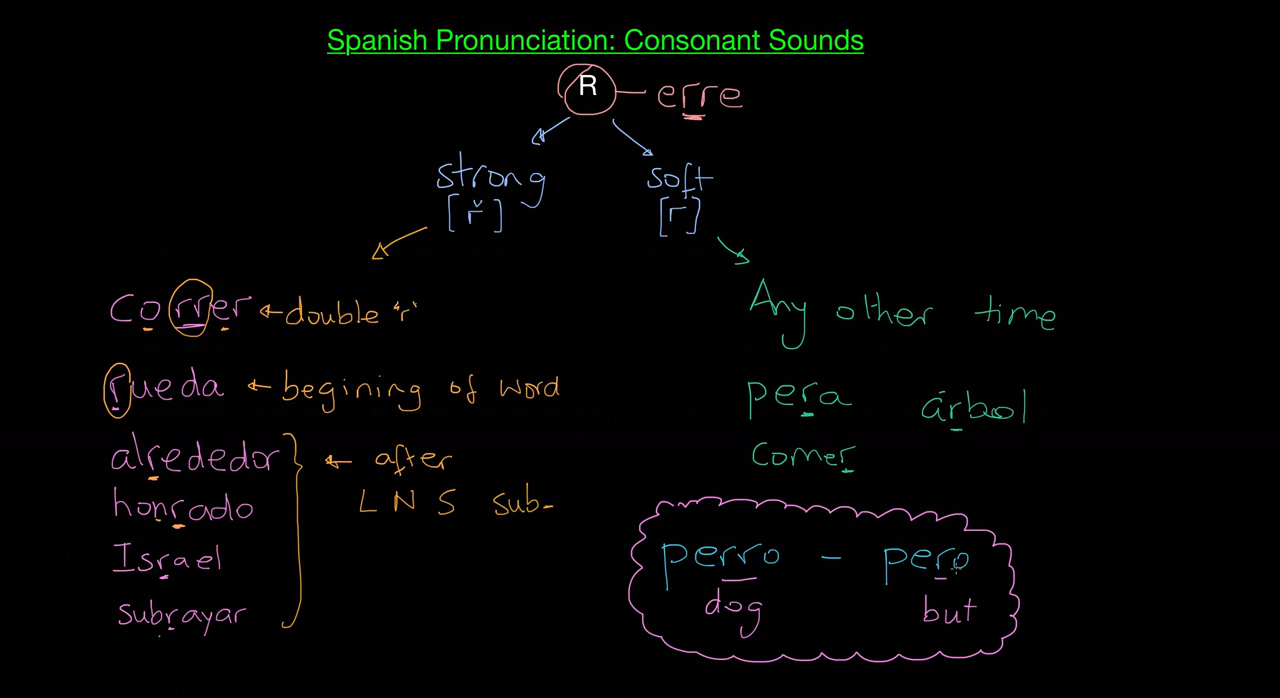 Spanish Pronunciation: Consonant Sounds
R — erre
strong soft
[ř] [r]
Correr ← double "r"
rueda ← begining of word
alrededor ← after
honrado L N S sub-
Israel
subrayar
Any other time
pera árbol
comer
perro - pero
dog but